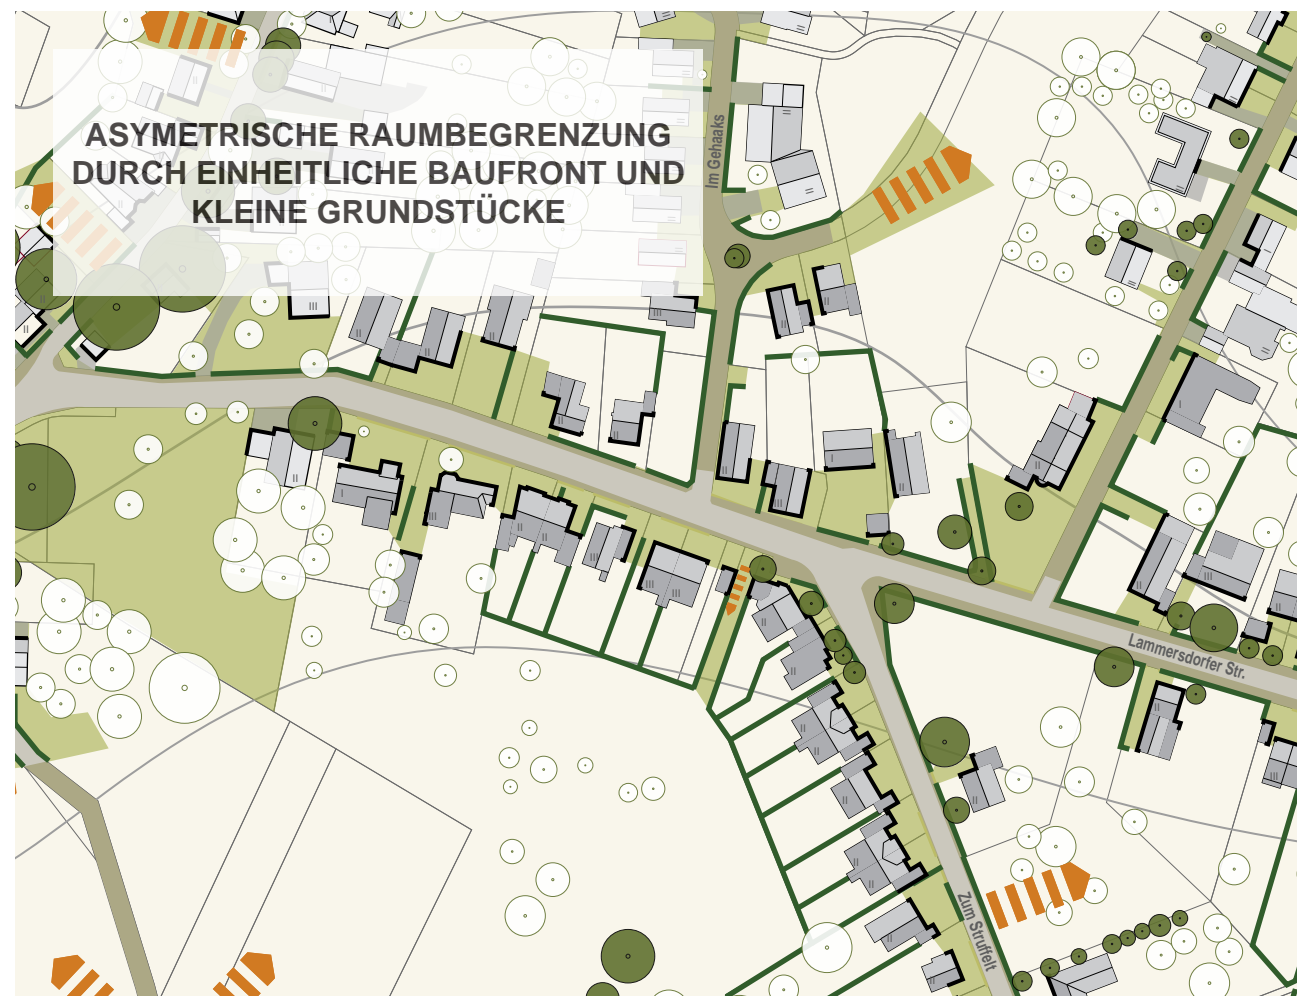 ASYMETRISCHE RAUMBEGRENZUNG
DURCH EINHEITLICHE BAUFRONT UND
KLEINE GRUNDSTÜCKE
Im Gehaaks
Lammersdorfer Str.
Zum Struffelt